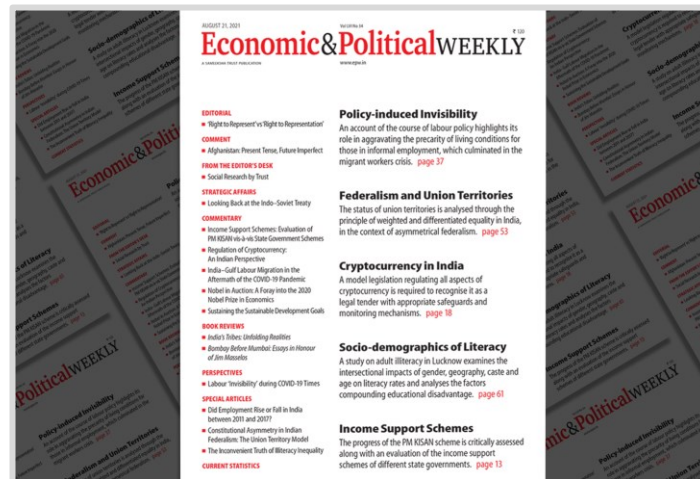 AUGUST 21, 2021
₹ 120
Economic&PoliticalWEEKLY
A SAMEEKSHA TRUST PUBLICATION
www.epw.in
EDITORIAL
■ 'Right to Represent' vs 'Right to Representation'
COMMENT
■ Afghanistan: Present Tense, Future Imperfect
FROM THE EDITOR'S DESK
■ Social Research by Trust
STRATEGIC AFFAIRS
■ Looking Back at the Indo–Soviet Treaty
COMMENTARY
■ Income Support Schemes: Evaluation of
PM KISAN vis-à-vis State Government Schemes
■ Regulation of Cryptocurrency:
An Indian Perspective
■ India–Gulf Labour Migration in the
Aftermath of the COVID-19 Pandemic
■ Nobel in Auction: A Foray into the 2020
Nobel Prize in Economics
■ Sustaining the Sustainable Development Goals
BOOK REVIEWS
■ India's Tribes: Unfolding Realities
■ Bombay Before Mumbai: Essays in Honour
of Jim Masselos
PERSPECTIVES
■ Labour 'Invisibility' during COVID-19 Times
SPECIAL ARTICLES
■ Did Employment Rise or Fall in India
between 2011 and 2017?
■ Constitutional Asymmetry in Indian
Federalism: The Union Territory Model
■ The Inconvenient Truth of Illiteracy Inequality
CURRENT STATISTICS
Policy-induced Invisibility
An account of the course of labour policy highlights its
role in aggravating the precarity of living conditions for
those in informal employment, which culminated in the
migrant workers crisis. page 37
Federalism and Union Territories
The status of union territories is analysed through the
principle of weighted and differentiated equality in India,
in the context of asymmetrical federalism. page 53
Cryptocurrency in India
A model legislation regulating all aspects of
cryptocurrency is required to recognise it as a
legal tender with appropriate safeguards and
monitoring mechanisms. page 18
Socio-demographics of Literacy
A study on adult illiteracy in Lucknow examines the
intersectional impacts of gender, geography, caste and
age on literacy rates and analyses the factors
compounding educational disadvantage. page 61
Income Support Schemes
The progress of the PM KISAN scheme is critically assessed
along with an evaluation of the income support
schemes of different state governments. page 13